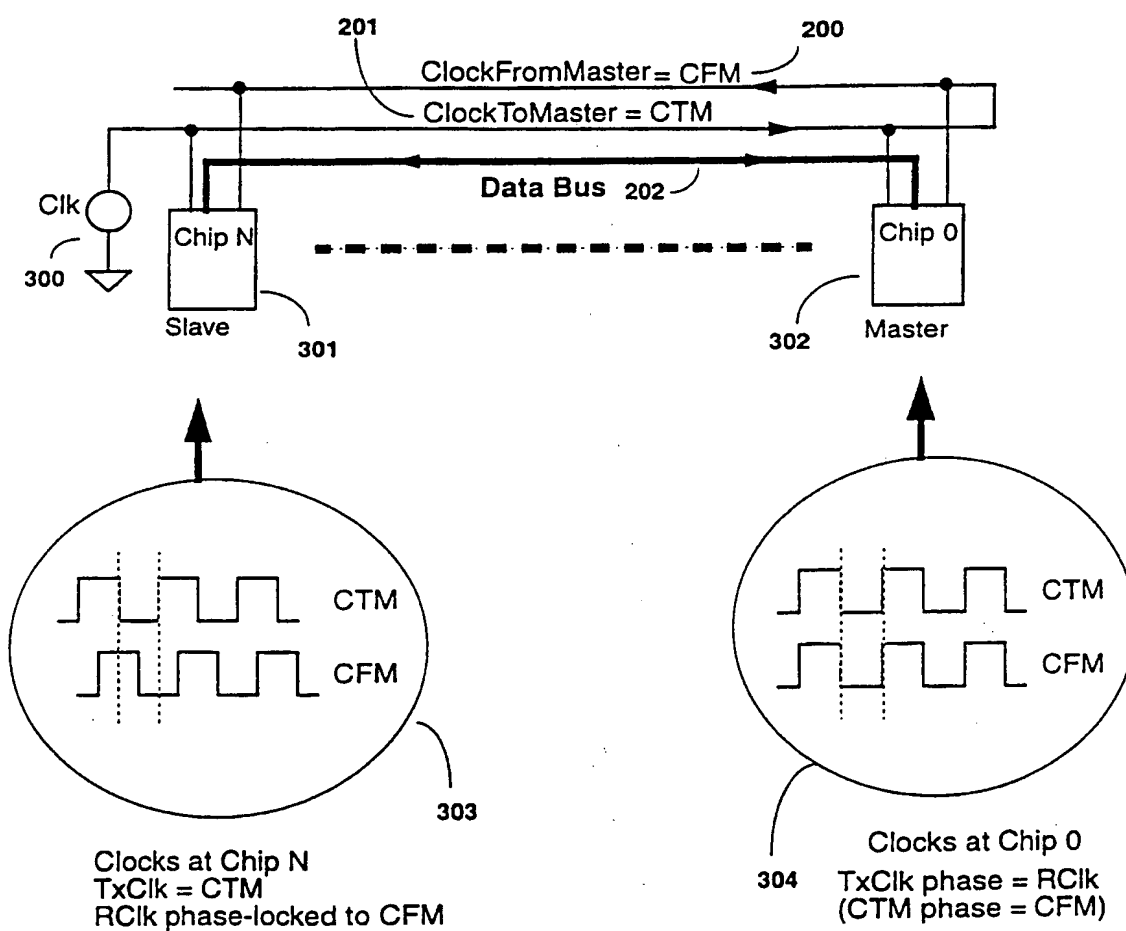 201
200
ClockFromMaster = CFM
ClockToMaster = CTM
Data Bus 202
Clk
300
Chip N
Chip 0
Slave
301
302
Master
CTM
CFM
CTM
CFM
303
304
Clocks at Chip N
TxClk = CTM
RClk phase-locked to CFM
Clocks at Chip 0
TxClk phase = RClk
(CTM phase = CFM)